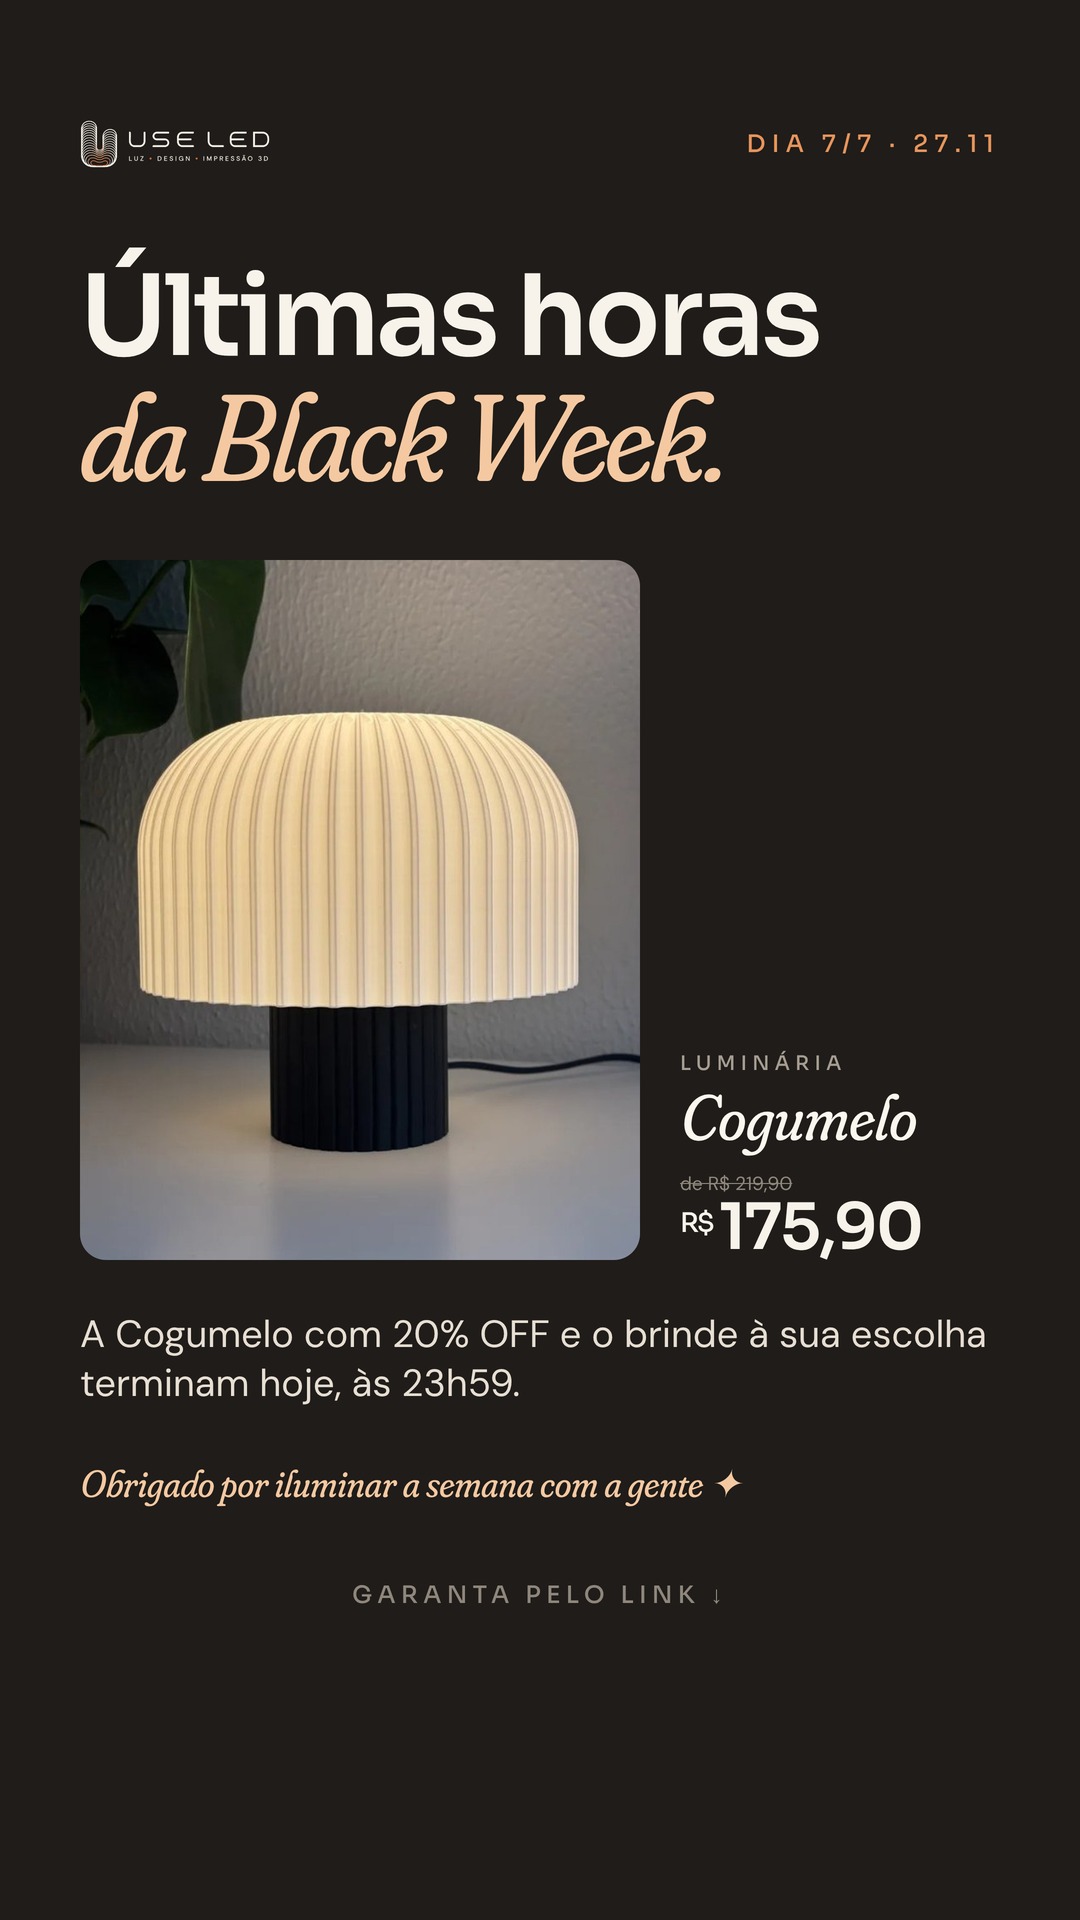 USE LED
LUZ • DESIGN • IMPRESSÃO 3D
DIA 7/7 · 27.11
Últimas horas
da Black Week.
LUMINÁRIA
Cogumelo
de R$ 219,90
R$ 175,90
A Cogumelo com 20% OFF e o brinde à sua escolha
terminam hoje, às 23h59.
Obrigado por iluminar a semana com a gente ✦
GARANTA PELO LINK ↓